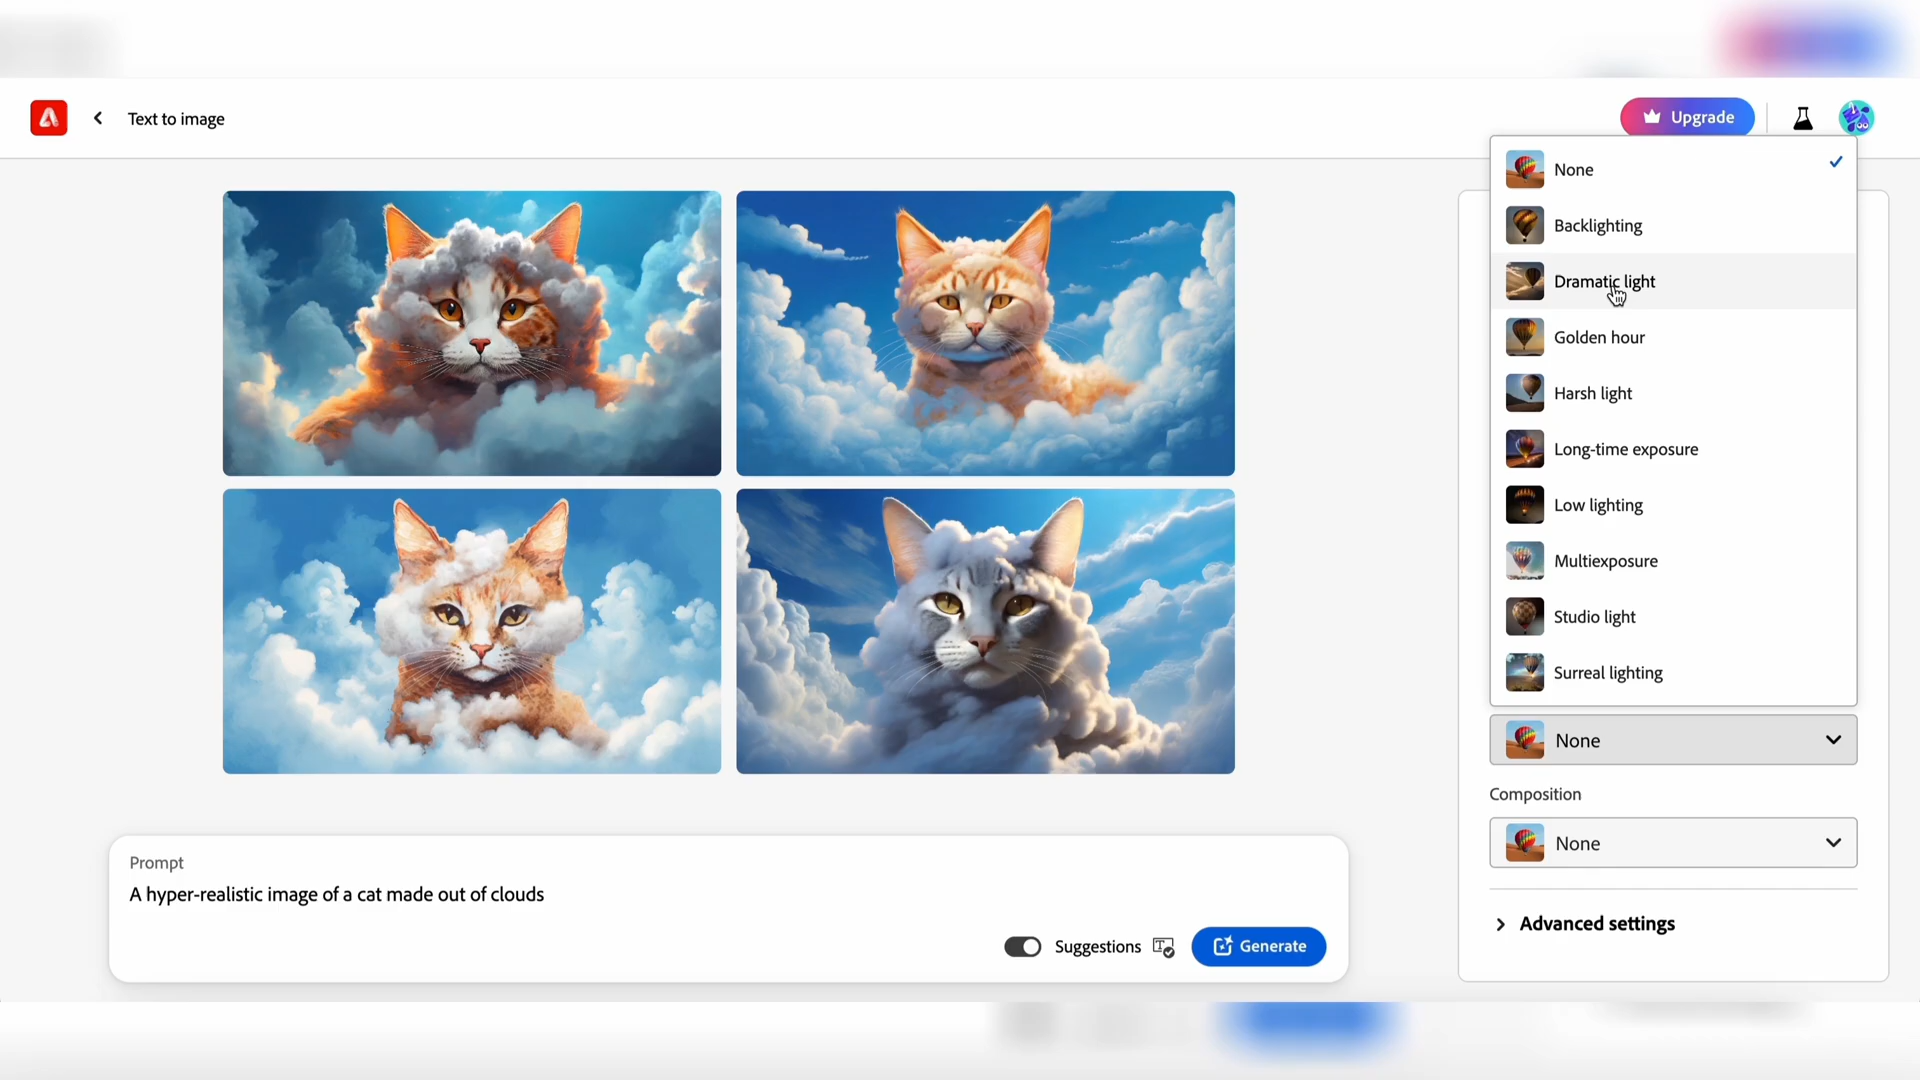 Text to image
Upgrade
None
Backlighting
Dramatic light
Golden hour
Harsh light
Long-time exposure
Low lighting
Multiexposure
Studio light
Surreal lighting
None
Composition
None
Advanced settings
Prompt
A hyper-realistic image of a cat made out of clouds
Suggestions
Generate